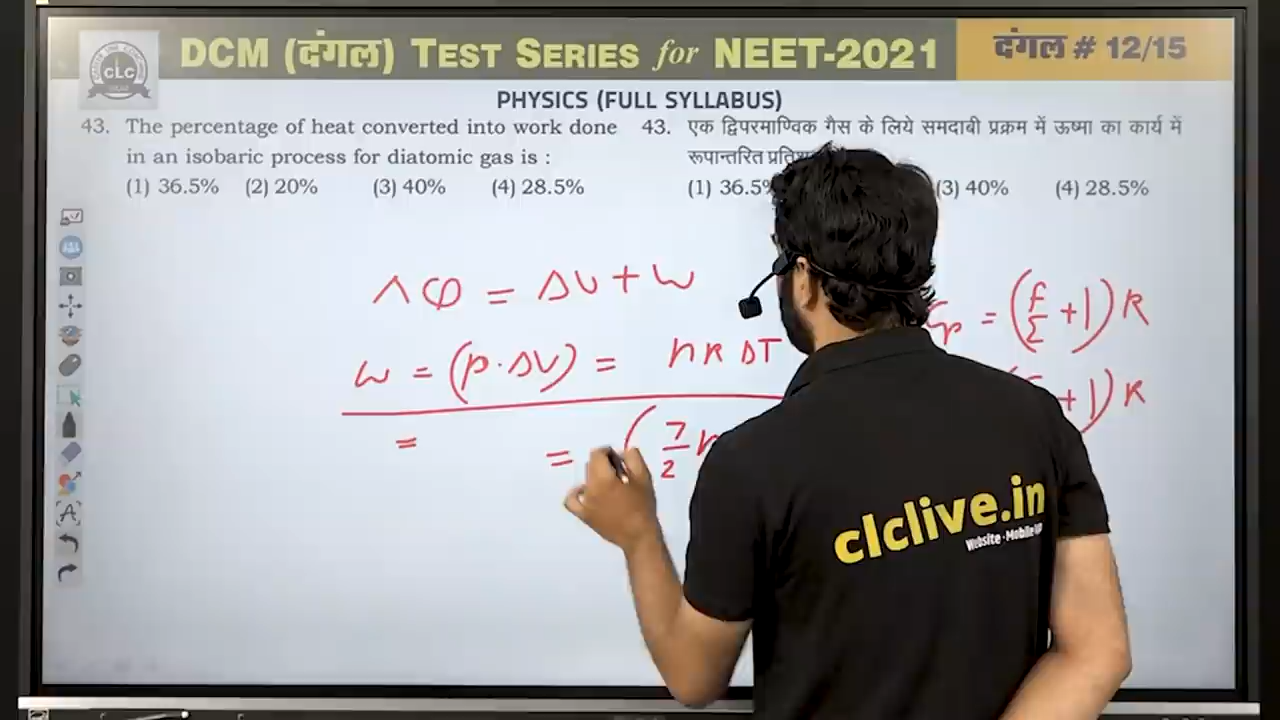 DCM (दंगल) TEST SERIES for NEET-2021
दंगल # 12/15
CLC
PHYSICS (FULL SYLLABUS)
43. The percentage of heat converted into work done
in an isobaric process for diatomic gas is :
(1) 36.5% (2) 20% (3) 40% (4) 28.5%
43. एक द्विपरमाण्विक गैस के लिये समदाबी प्रक्रम में ऊष्मा का कार्य में
रूपान्तरित
(1) 36.5% (3) 40% (4) 28.5%
ΔQ = ΔU + W
W = (P·ΔV) = nRΔT
= = ( 7/2
= (f/2 + 1) R
+ 1) R
clclive.in
Website - Mobile